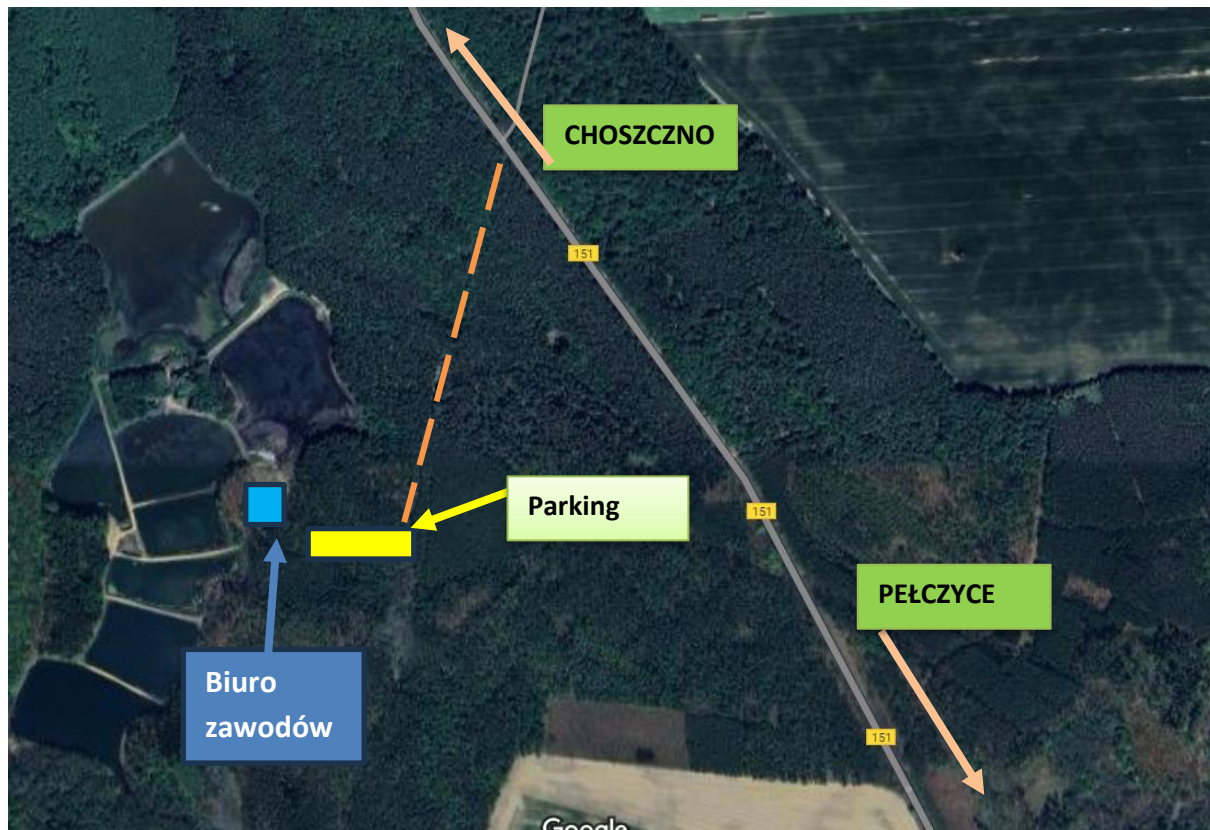 CHOSZCZNO
151
Parking
151
PEŁCZYCE
Biuro
zawodów
151
Google